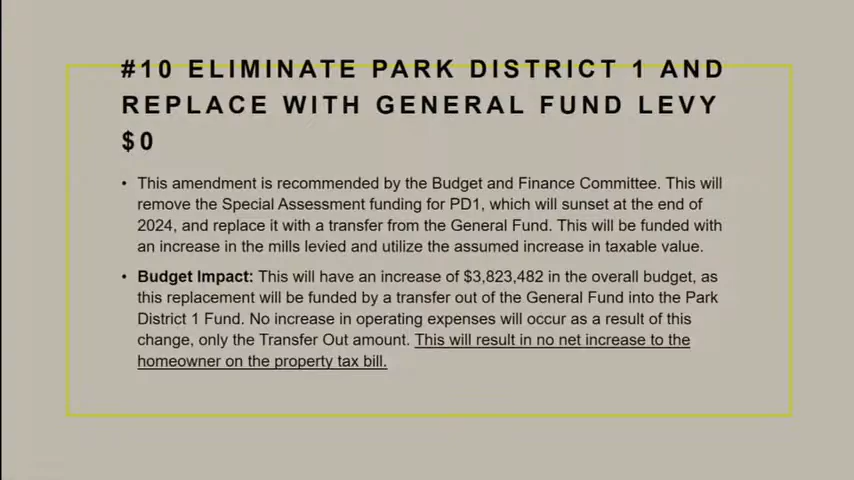 #10 ELIMINATE PARK DISTRICT 1 AND
REPLACE WITH GENERAL FUND LEVY
$0
• This amendment is recommended by the Budget and Finance Committee. This will
remove the Special Assessment funding for PD1, which will sunset at the end of
2024, and replace it with a transfer from the General Fund. This will be funded with
an increase in the mills levied and utilize the assumed increase in taxable value.
• Budget Impact: This will have an increase of $3,823,482 in the overall budget, as
this replacement will be funded by a transfer out of the General Fund into the Park
District 1 Fund. No increase in operating expenses will occur as a result of this
change, only the Transfer Out amount. This will result in no net increase to the
homeowner on the property tax bill.